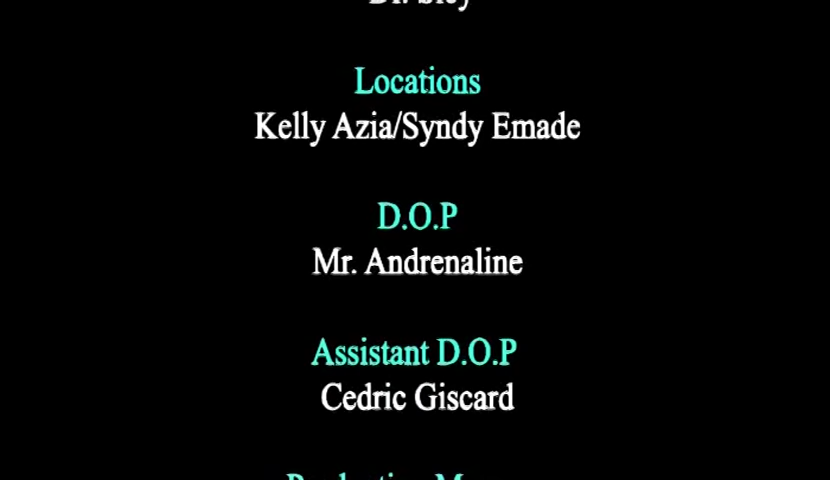 Locations
Kelly Azia/Syndy Emade
D.O.P
Mr. Andrenaline
Assistant D.O.P
Cedric Giscard